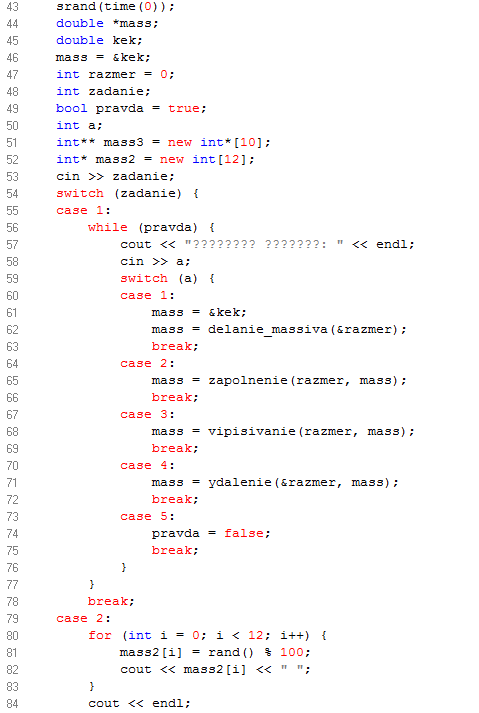 43 srand(time(0));
44 double *mass;
45 double kek;
46 mass = &kek;
47 int razmer = 0;
48 int zadanie;
49 bool pravda = true;
50 int a;
51 int** mass3 = new int*[10];
52 int* mass2 = new int[12];
53 cin >> zadanie;
54 switch (zadanie) {
55 case 1:
56 while (pravda) {
57 cout << "???????? ???????: " << endl;
58 cin >> a;
59 switch (a) {
60 case 1:
61 mass = &kek;
62 mass = delanie_massiva(&razmer);
63 break;
64 case 2:
65 mass = zapolnenie(razmer, mass);
66 break;
67 case 3:
68 mass = vipisivanie(razmer, mass);
69 break;
70 case 4:
71 mass = ydalenie(&razmer, mass);
72 break;
73 case 5:
74 pravda = false;
75 break;
76 }
77 }
78 break;
79 case 2:
80 for (int i = 0; i < 12; i++) {
81 mass2[i] = rand() % 100;
82 cout << mass2[i] << " ";
83 }
84 cout << endl;